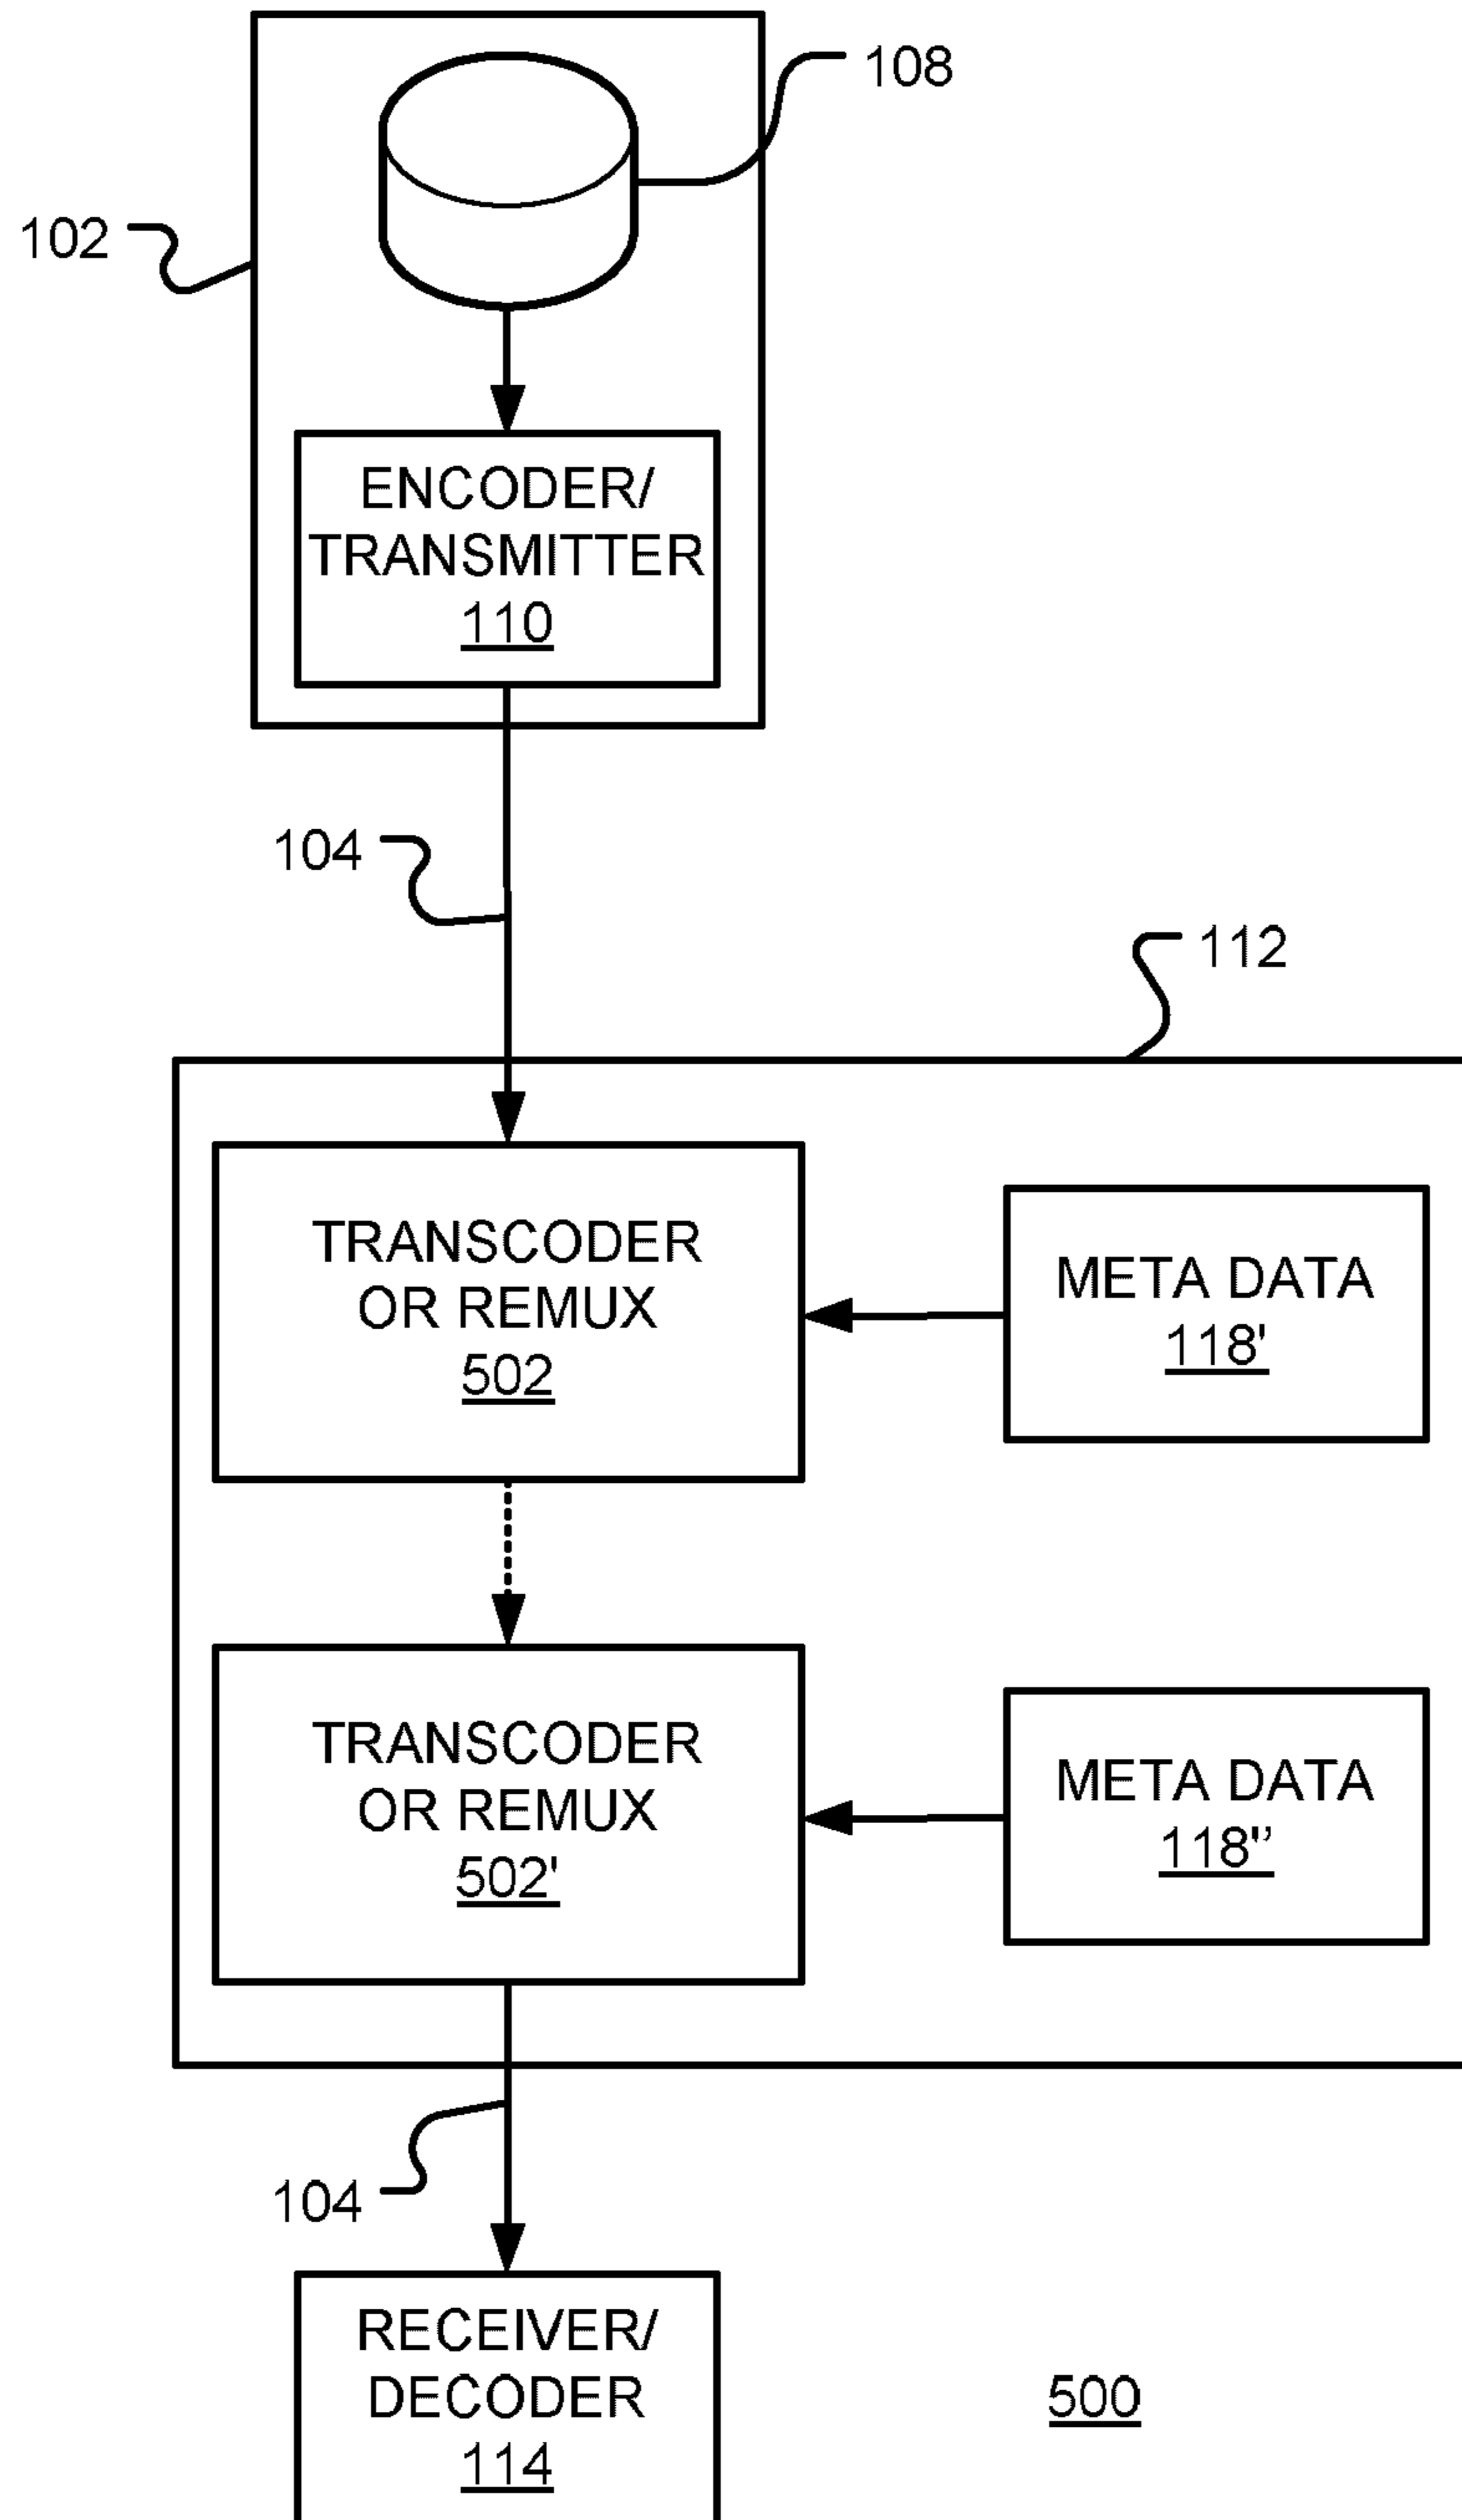 108
102
ENCODER/
TRANSMITTER
110
104
112
TRANSCODER
OR REMUX
502
META DATA
118'
TRANSCODER
OR REMUX
502'
META DATA
118"
104
RECEIVER/
DECODER
114
500